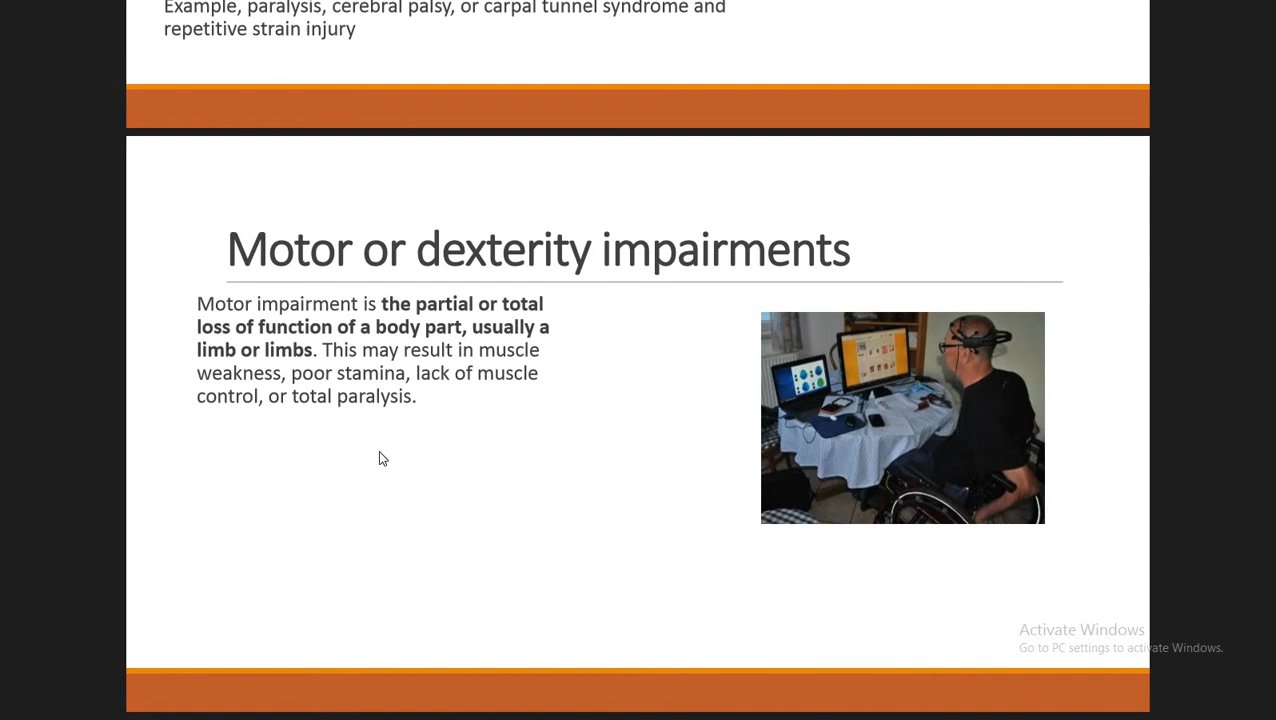 Example, paralysis, cerebral palsy, or carpal tunnel syndrome and
repetitive strain injury
Motor or dexterity impairments
Motor impairment is the partial or total
loss of function of a body part, usually a
limb or limbs. This may result in muscle
weakness, poor stamina, lack of muscle
control, or total paralysis.
Activate Windows
Go to PC settings to activate Windows.